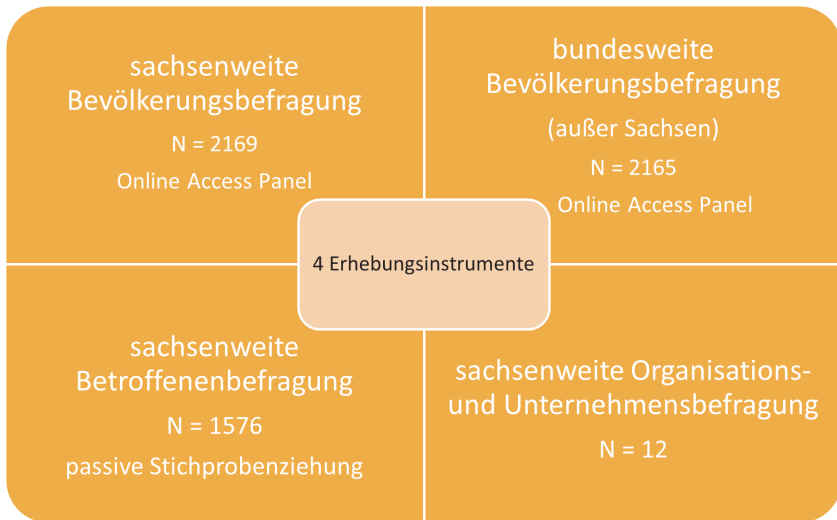 sachsenweite
Bevölkerungsbefragung
N = 2169
Online Access Panel
bundesweite
Bevölkerungsbefragung
(außer Sachsen)
N = 2165
Online Access Panel
4 Erhebungsinstrumente
sachsenweite
Betroffenenbefragung
N = 1576
passive Stichprobenziehung
sachsenweite Organisations-
und Unternehmensbefragung
N = 12